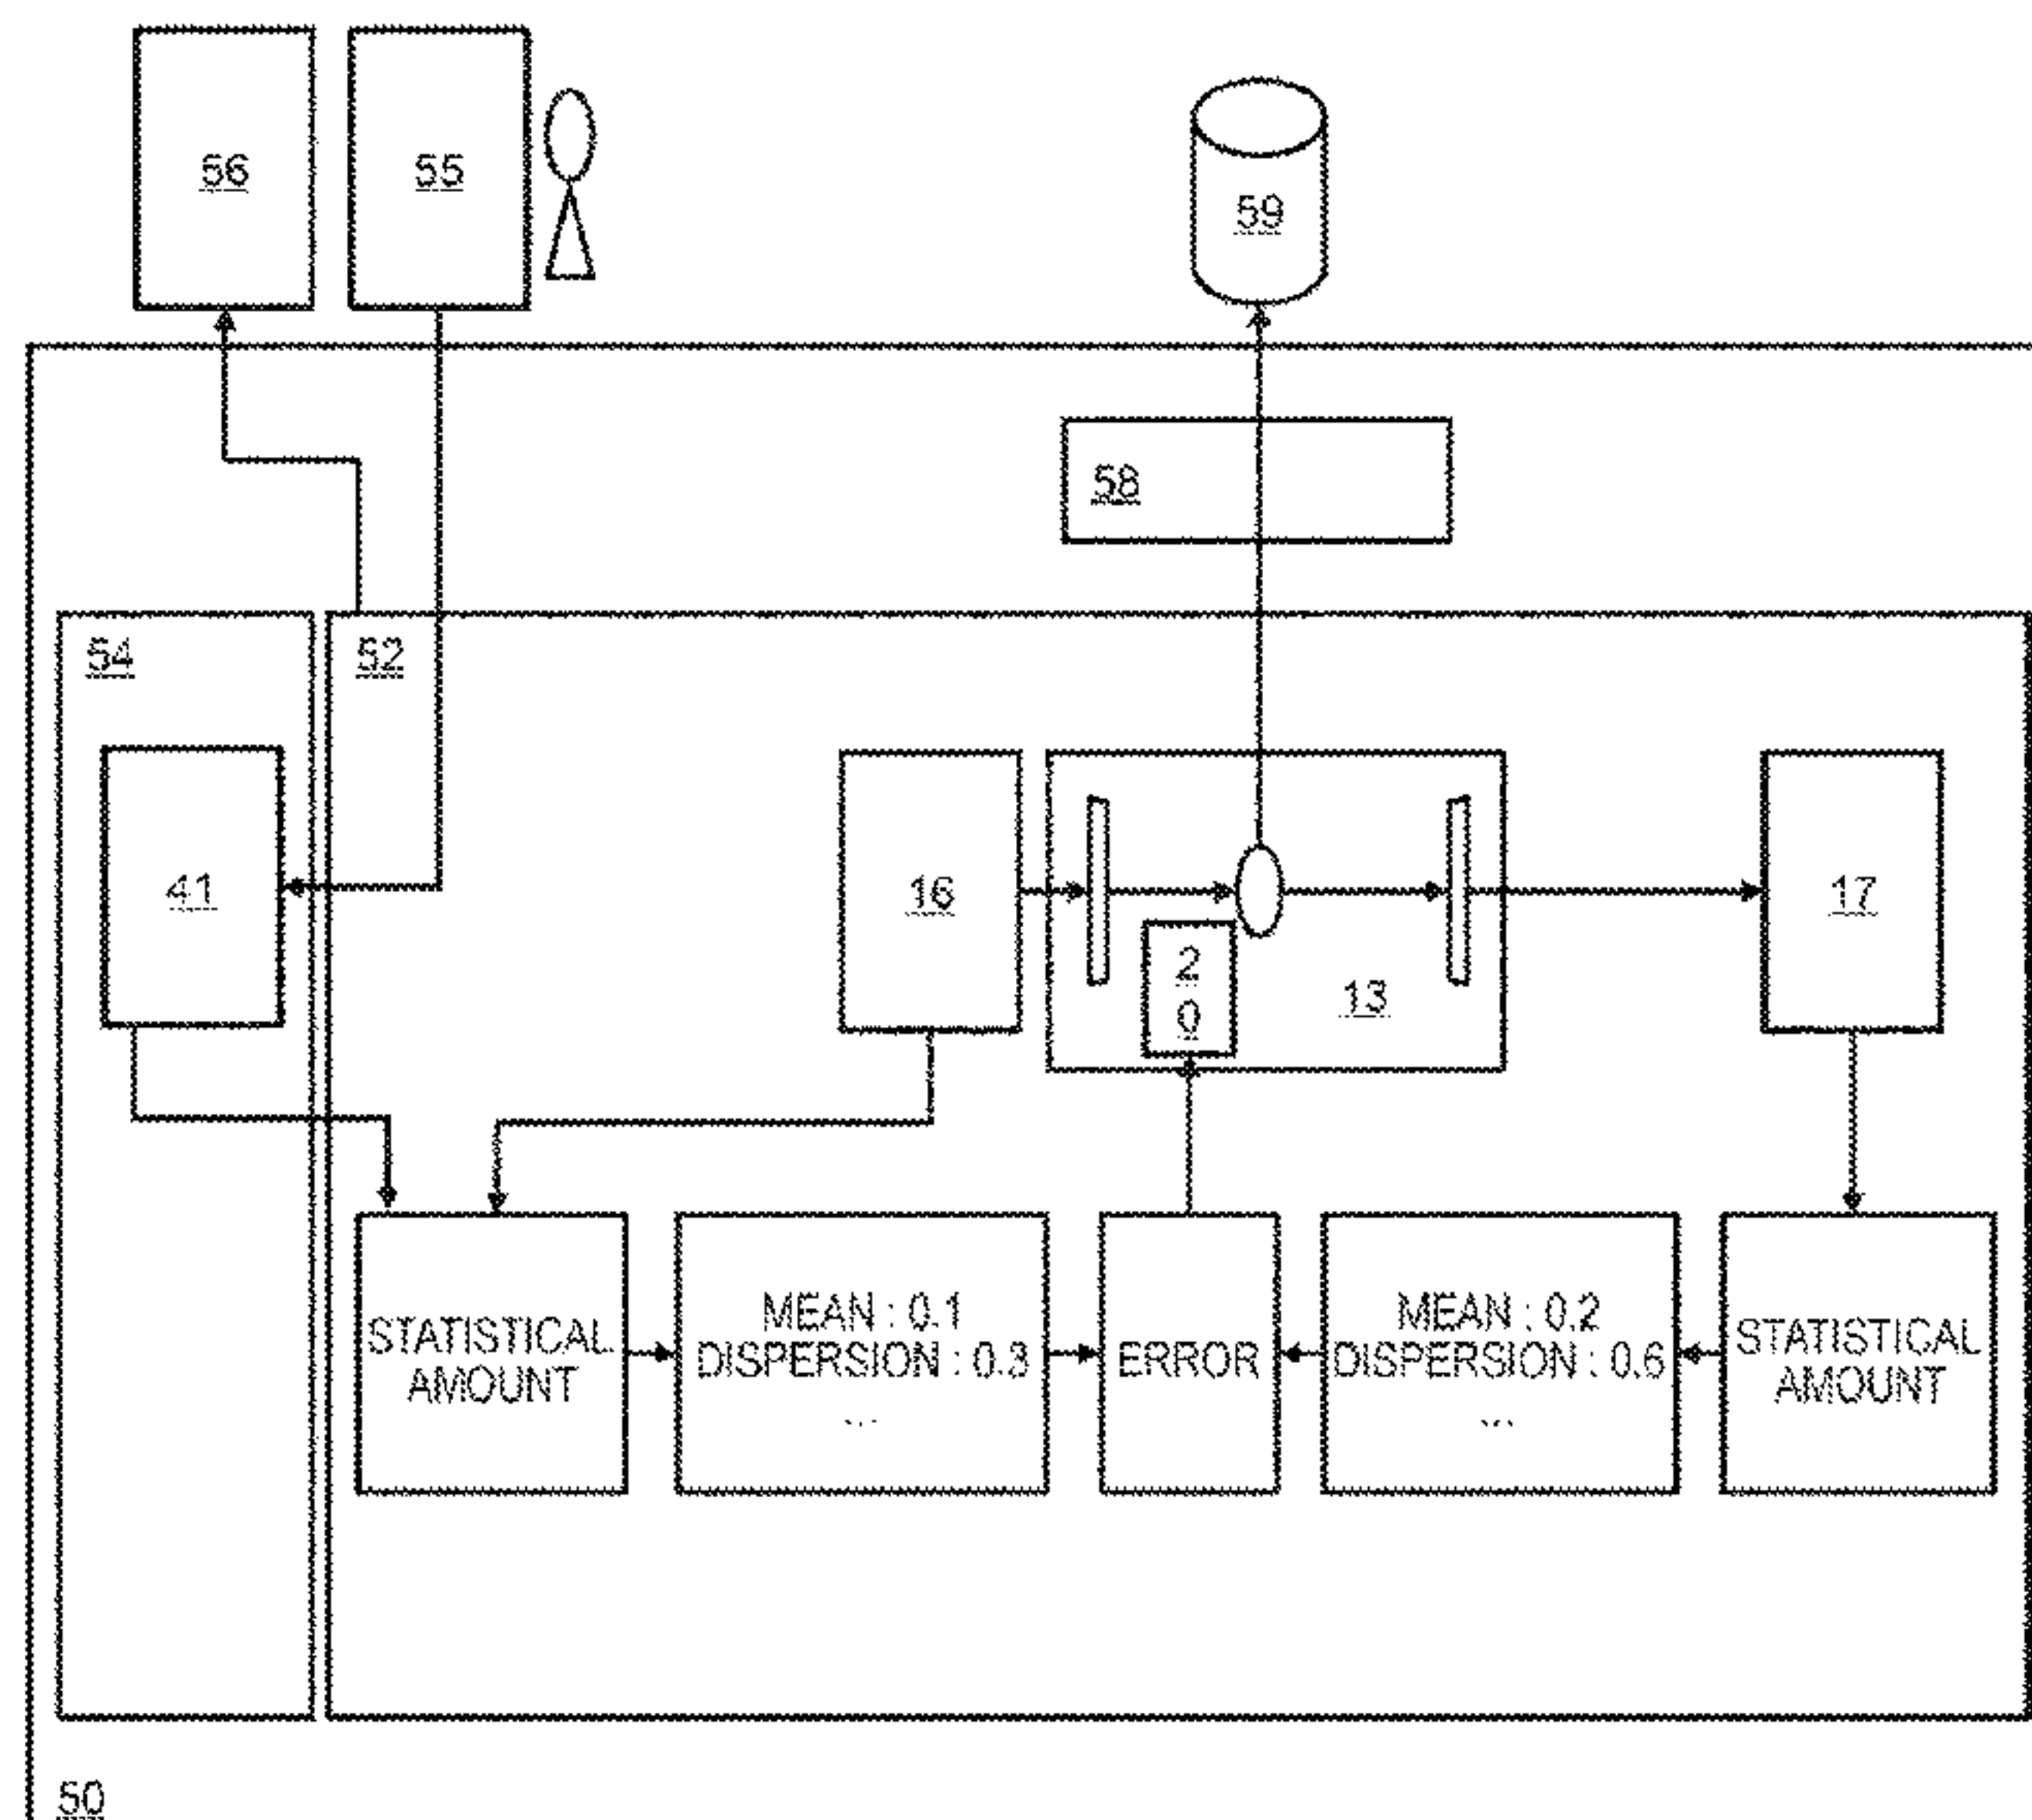 56
55
59
58
54
52
41
16
2
0
13
17
STATISTICAL
AMOUNT
MEAN : 0.1
DISPERSION : 0.3
...
ERROR
MEAN : 0.2
DISPERSION : 0.6
...
STATISTICAL
AMOUNT
50